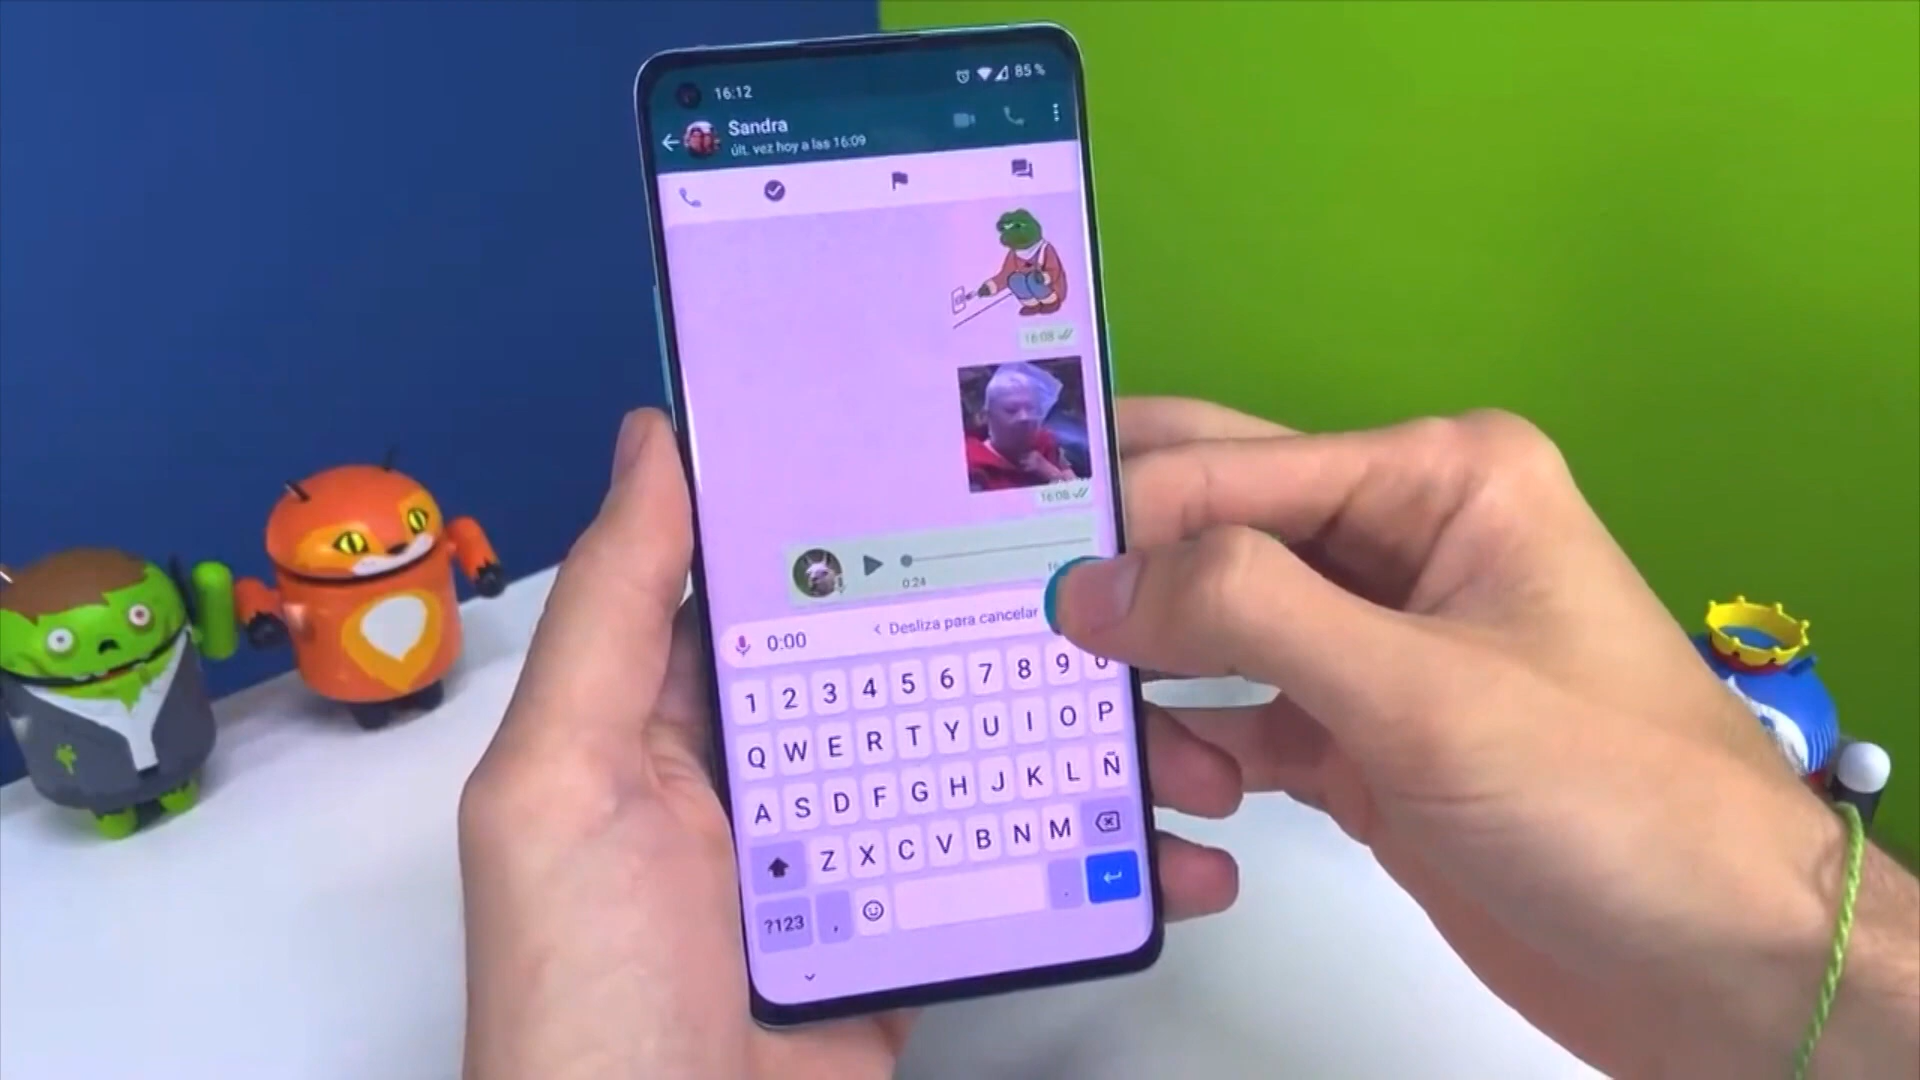 16:12
85 %
Sandra
últ. vez hoy a las 16:09
16:08
16:08
0:24
0:00
< Desliza para cancelar
1 2 3 4 5 6 7 8 9
Q W E R T Y U I O P
A S D F G H J K L Ñ
Z X C V B N M
?123 , .